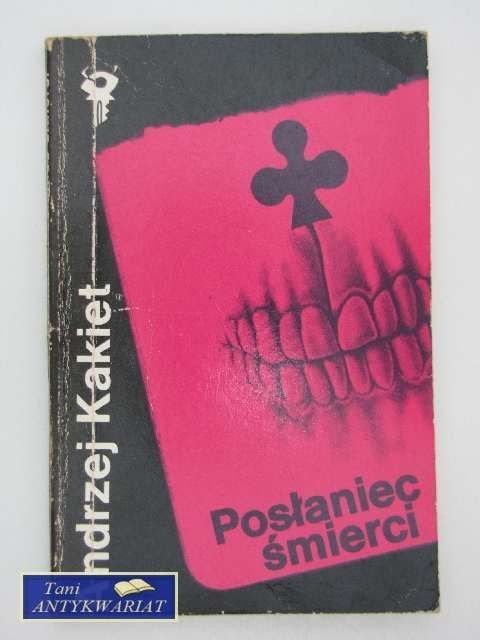 ndrzej Kakiet
Posłaniec
śmierci
Tani
ANTYKWARIAT